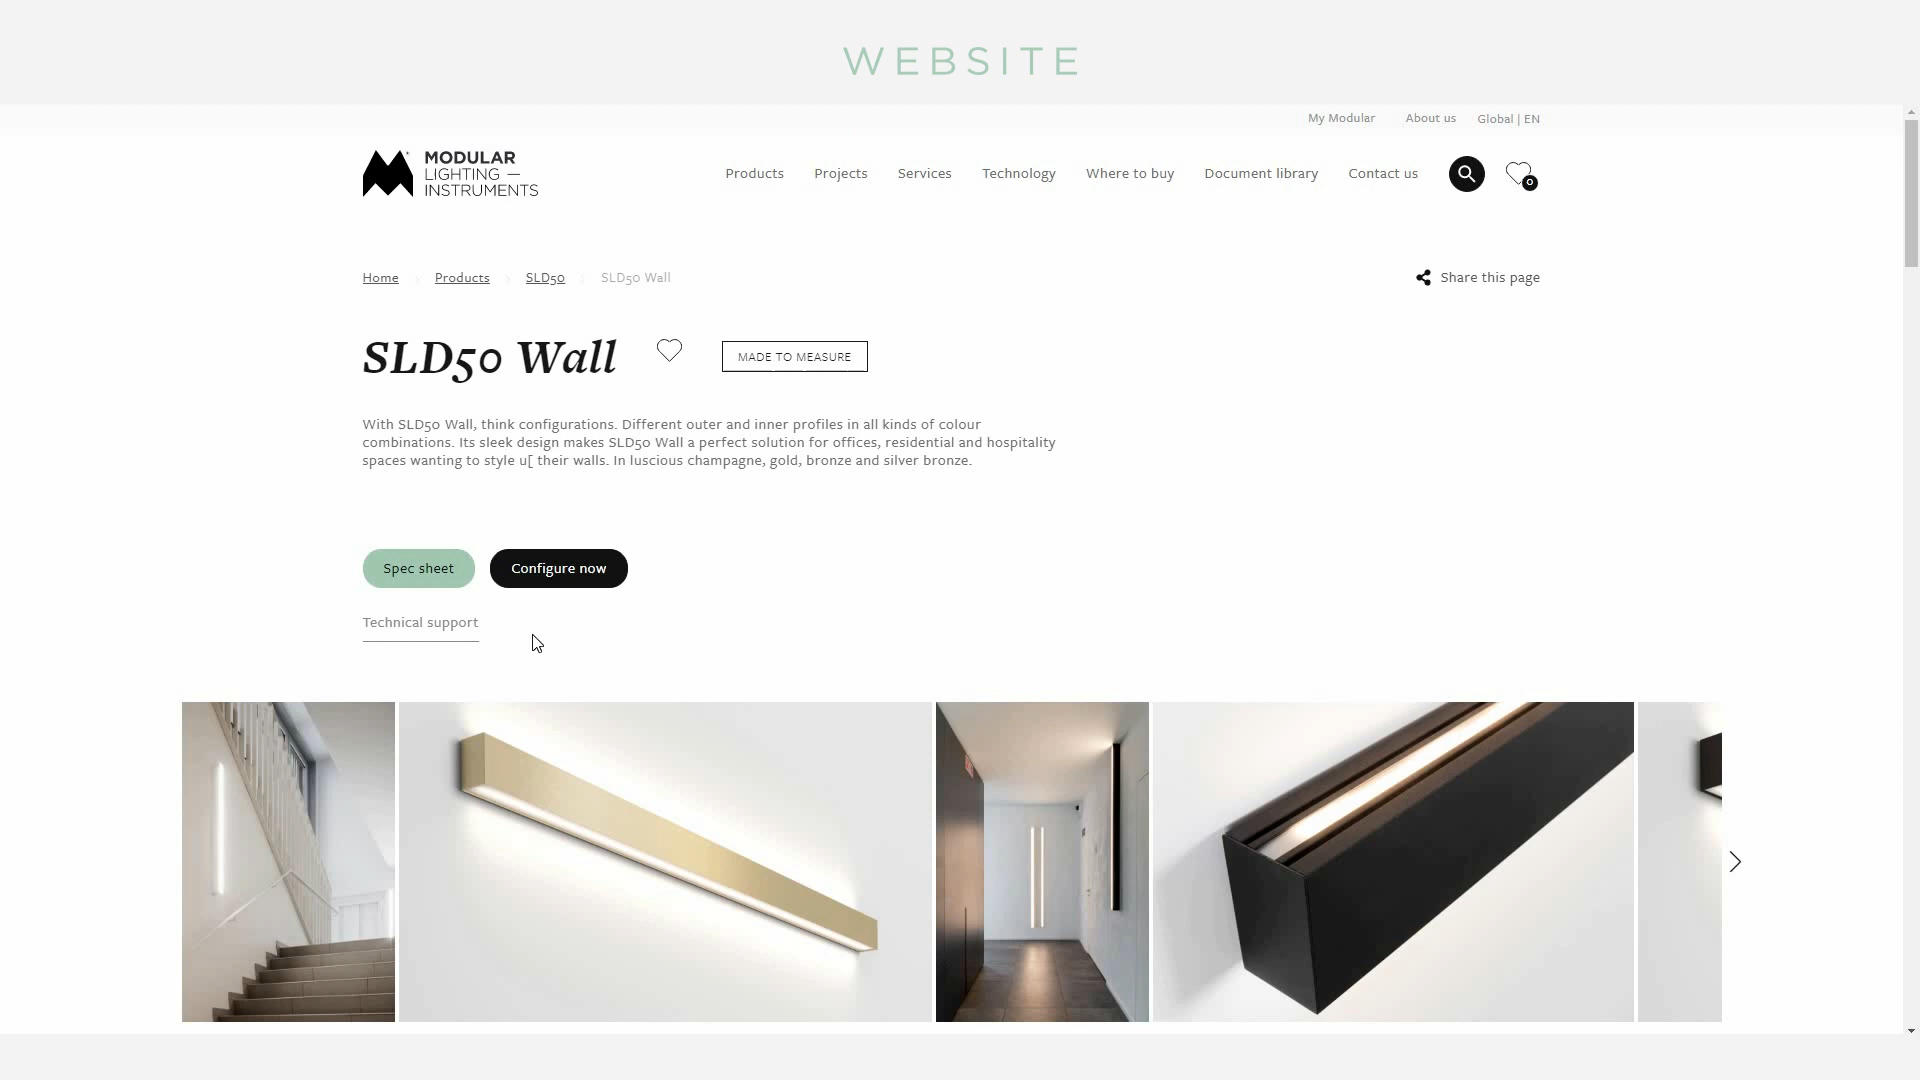 WEBSITE
My Modular About us Global | EN
MODULAR
LIGHTING —
INSTRUMENTS
Products Projects Services Technology Where to buy Document library Contact us
0
Home Products SLD50 SLD50 Wall
Share this page
SLD50 Wall
MADE TO MEASURE
With SLD50 Wall, think configurations. Different outer and inner profiles in all kinds of colour
combinations. Its sleek design makes SLD50 Wall a perfect solution for offices, residential and hospitality
spaces wanting to style u[ their walls. In luscious champagne, gold, bronze and silver bronze.
Spec sheet Configure now
Technical support